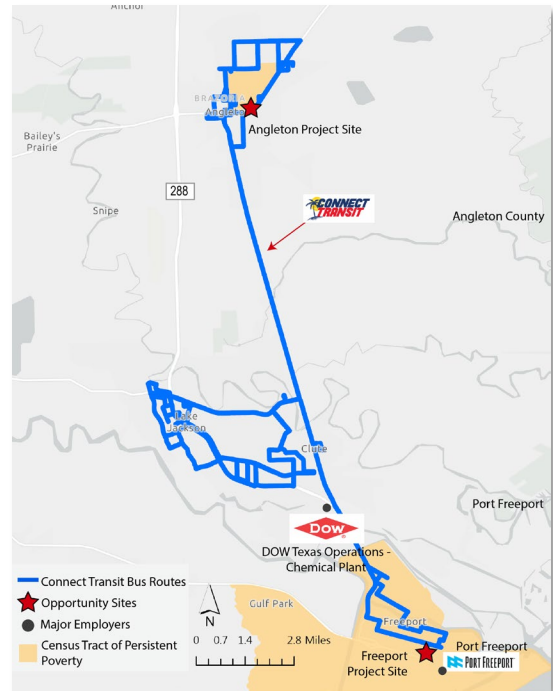 Anchor
BRAZORIA
Angleton
Angleton Project Site
Bailey's
Prairie
288
Snipe
CONNECT
TRANSIT
Angleton County
Lake
Jackson
Clute
Port Freeport
DOW
DOW Texas Operations -
Chemical Plant
Connect Transit Bus Routes
Opportunity Sites
Major Employers
Census Tract of Persistent
Poverty
N
0 0.7 1.4 2.8 Miles
Gulf Park
Freeport
Freeport
Project Site
Port Freeport
PORT FREEPORT